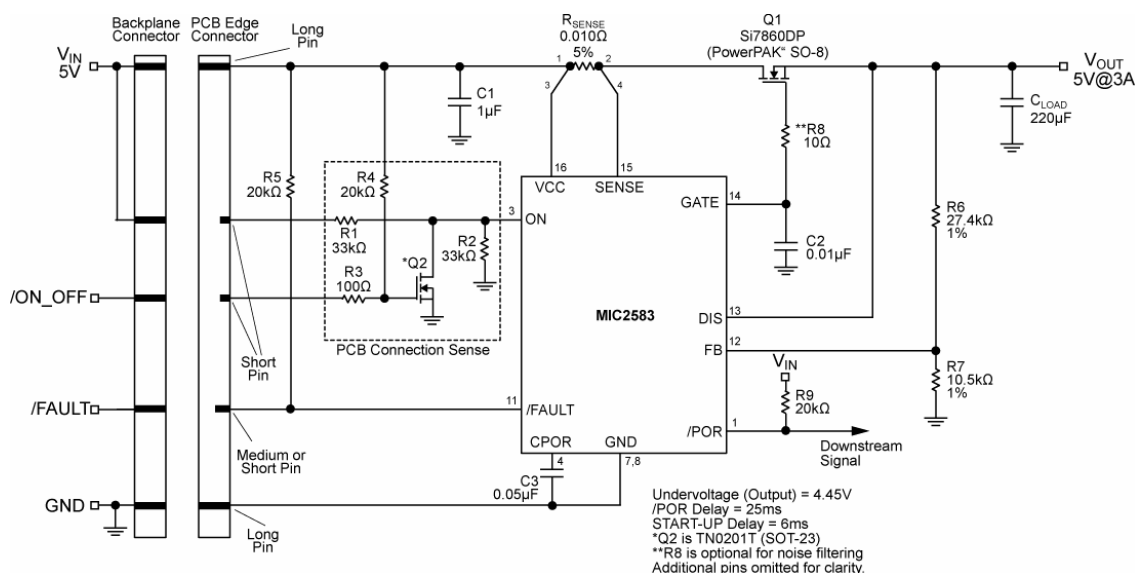 Backplane
Connector
PCB Edge
Connector
Long
Pin
RSENSE
0.010Ω
5%
Q1
Si7860DP
(PowerPAK® SO-8)
VIN
5V
1
2
3
4
VOUT
5V@3A
C1
1µF
CLOAD
220µF
**R8
10Ω
R5
20kΩ
R4
20kΩ
16
VCC
15
SENSE
GATE
14
R1
33kΩ
3
ON
R2
33kΩ
C2
0.01µF
R6
27.4kΩ
1%
R3
100Ω
*Q2
/ON_OFF
MIC2583
DIS
13
FB
12
PCB Connection Sense
Short
Pin
VIN
R9
20kΩ
R7
10.5kΩ
1%
/FAULT
11
/FAULT
/POR
1
Downstream
Signal
Medium or
Short Pin
CPOR
4
GND
7,8
C3
0.05µF
GND
Long
Pin
Undervoltage (Output) = 4.45V
/POR Delay = 25ms
START-UP Delay = 6ms
*Q2 is TN0201T (SOT-23)
**R8 is optional for noise filtering
Additional pins omitted for clarity.